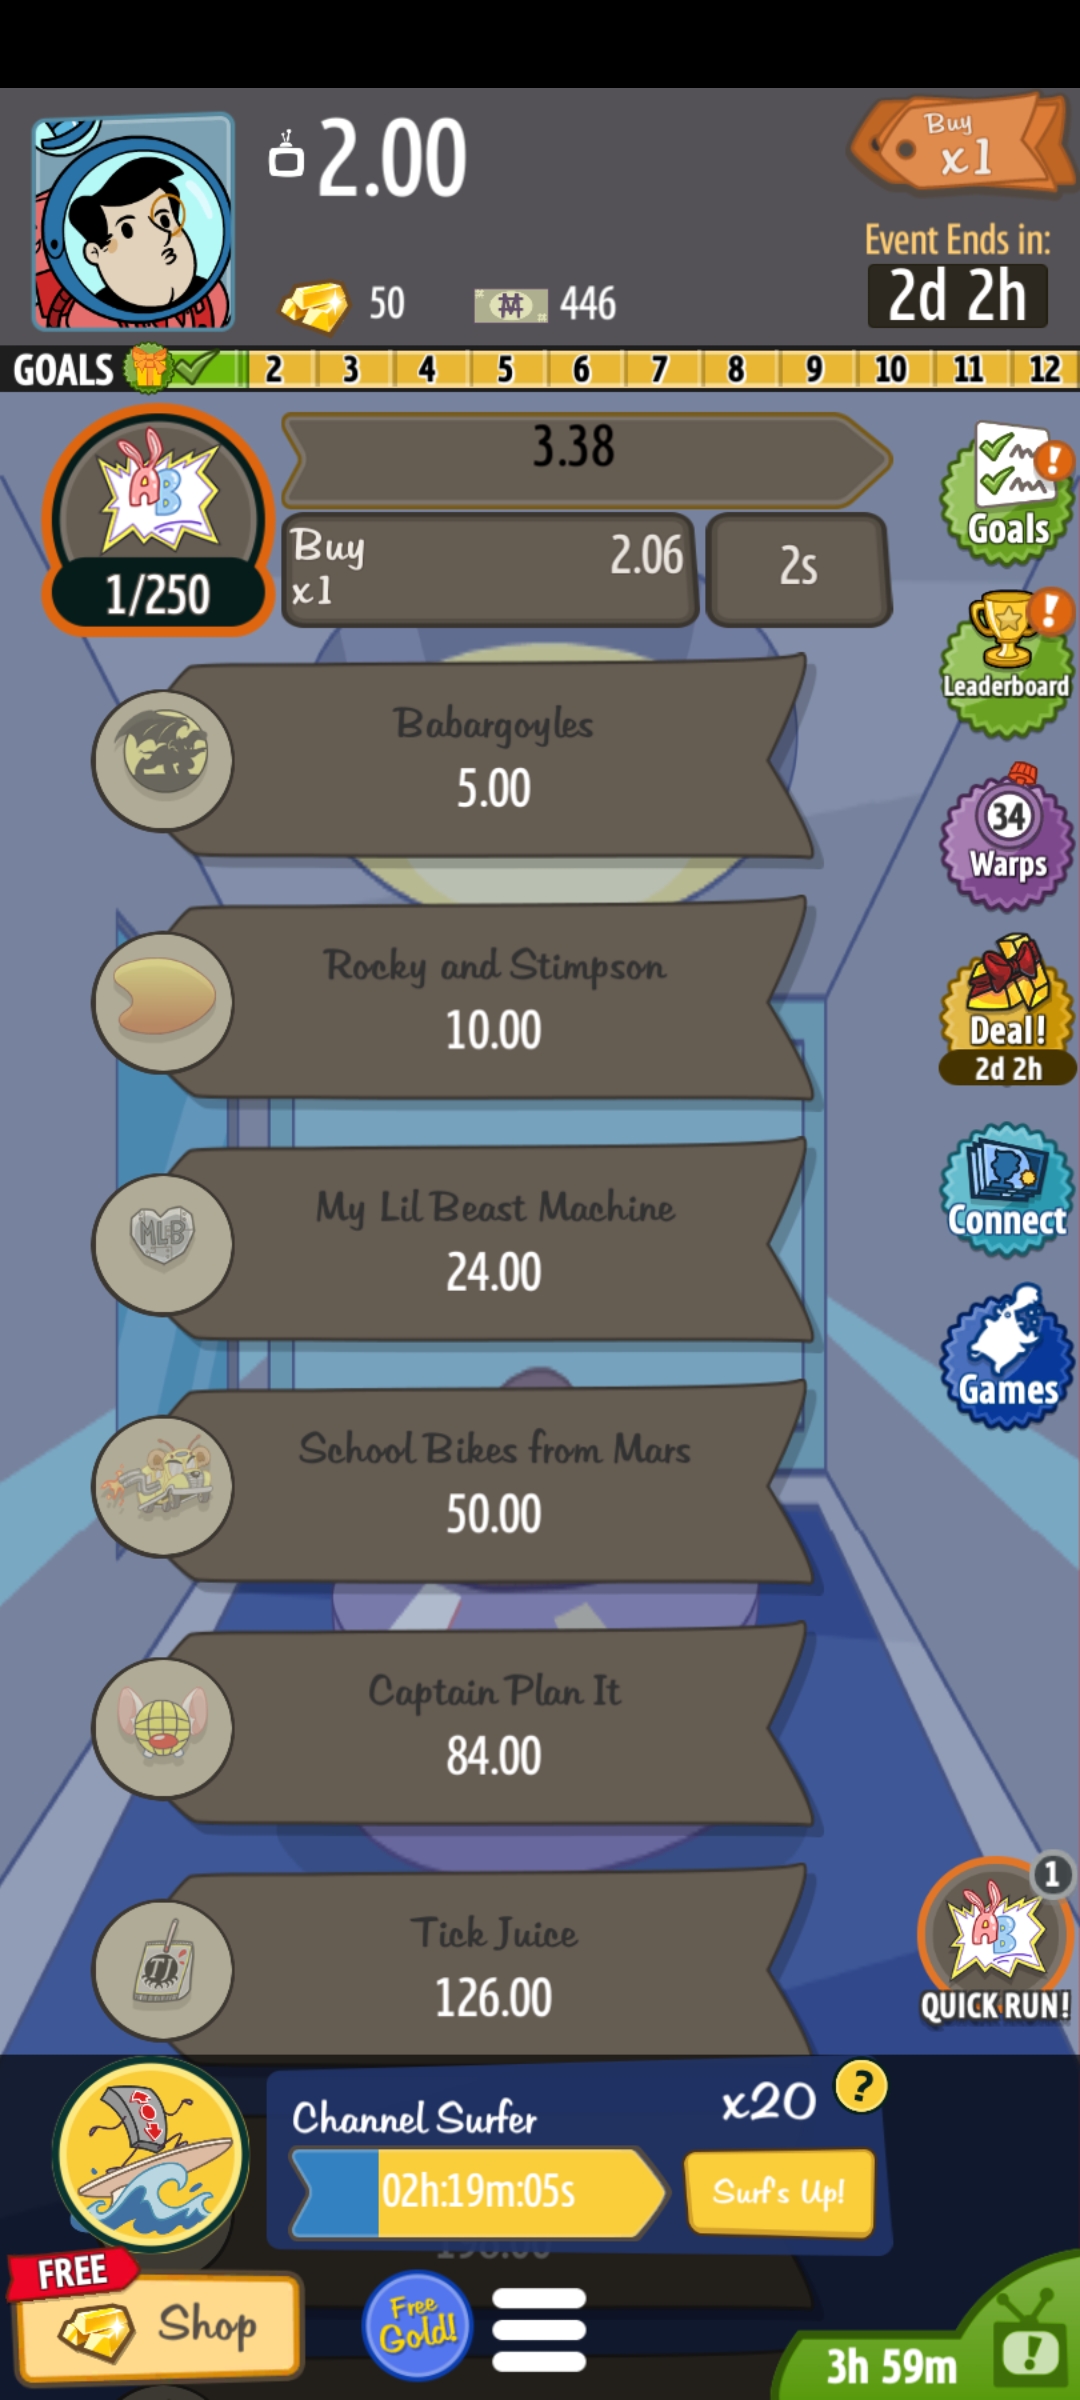 2.00
Buy
x1
Event Ends in:
2d 2h
50
446
GOALS 2 3 4 5 6 7 8 9 10 11 12
AB
3.38
1/250
Buy
x1
2.06
2s
Goals
Leaderboard
Babargoyles
5.00
34
Warps
Rocky and Stimpson
10.00
Deal!
2d 2h
MLB
My Lil Beast Machine
24.00
Connect
Games
School Bikes from Mars
50.00
Captain Plan It
84.00
TJ
Tick Juice
126.00
1
AB
QUICK RUN!
Channel Surfer
x20
?
02h:19m:05s
Surf's Up!
FREE
Shop
Free
Gold!
3h 59m
!